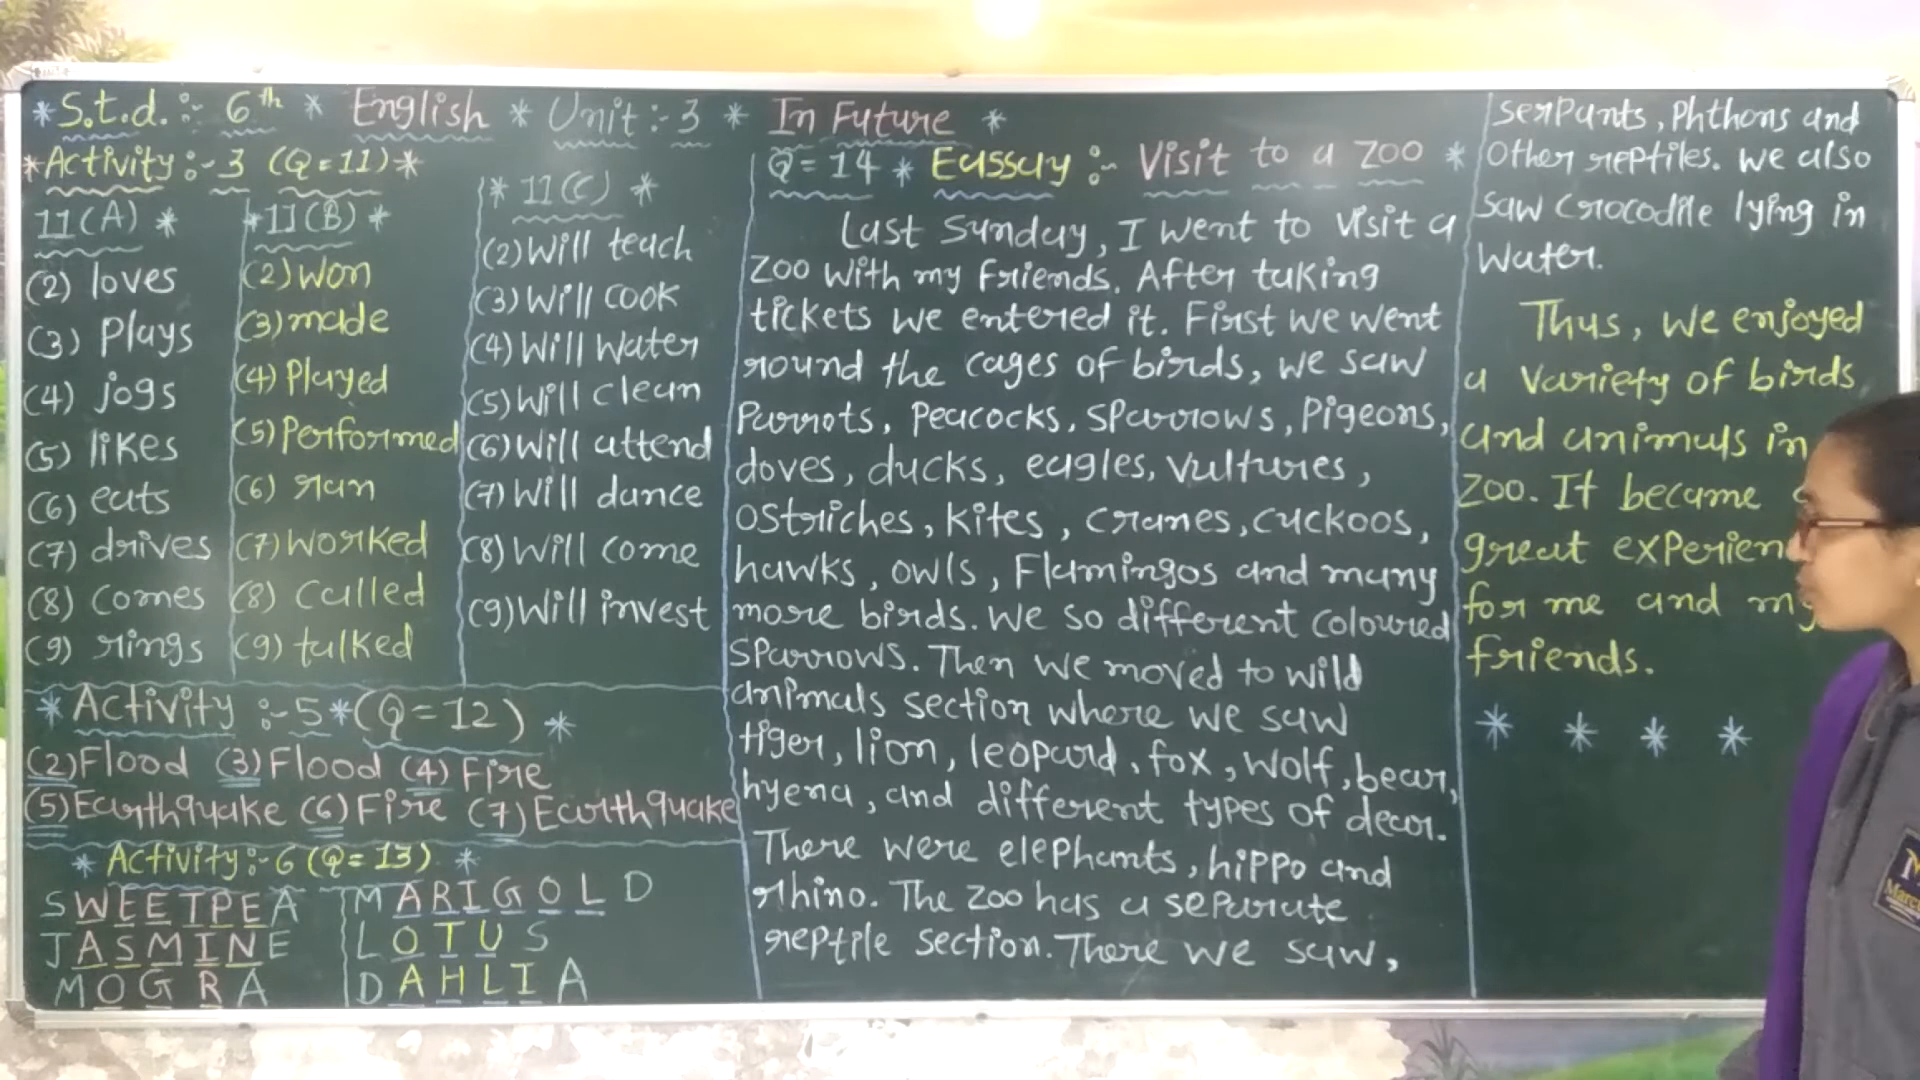 * S.t.d. :- 6th * English * Unit :- 3 * In Future *
* Activity :- 3 (Q = 11) *
11 (A) *
(2) loves
(3) Plays
(4) jogs
(5) likes
(6) eats
(7) drives
(8) comes
(9) rings
* 11 (B) *
(2) Won
(3) made
(4) Played
(5) Performed
(6) ran
(7) worked
(8) called
(9) talked
* 11 (C) *
(2) Will teach
(3) Will cook
(4) Will water
(5) Will clean
(6) Will attend
(7) Will dance
(8) Will come
(9) Will invest
* Activity :- 5 * (Q = 12) *
(2) Flood (3) Flood (4) Fire
(5) Earthquake (6) Fire (7) Earthquake
* Activity :- 6 (Q = 13) *
SWEETPEA
JASMINE
MOGRA
MARIGOLD
LOTUS
DAHLIA
Q = 14 * Eassay :- Visit to a Zoo *
Last Sunday, I went to visit a
Zoo with my friends. After taking
tickets we entered it. First we went
round the cages of birds, we saw
Parrots, Peacocks, sparrows, Pigeons,
doves, ducks, eagles, vultures,
ostriches, kites, cranes, cuckoos,
hawks, owls, Flamingos and many
more birds. We so different coloured
sparrows. Then we moved to wild
animals section where we saw
tiger, lion, leopard, fox, wolf, bear,
hyena, and different types of dear.
There were elephants, hippo and
rhino. The zoo has a separate
reptile section. There we saw,
serpants, Phthons and
Other reptiles. We also
saw crocodile lying in
water.
Thus, we enjoyed
a variety of birds
and animals in
Zoo. It became
great
for me and my
friends.
* * * *